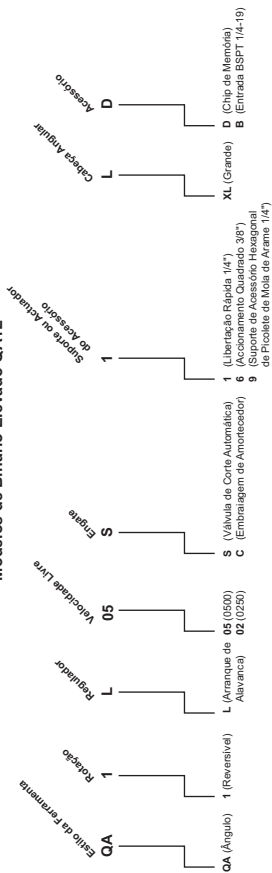 Modelos de Binário Elevado
Estilo da Ferramenta
QA
QA (Ângulo)
Rotação
1
1 (Reversível)
Regulador
L
L (Arranque de
Alavanca)
Velocidade Livre
05
05 (0500)
02 (0250)
Engate
S
S (Válvula de Corte Automática)
C (Embraiagem de Amortecedor)
Suporte ou Actuador
do Acessório
1
1 (Libertação Rápida 1/4")
6 (Accionamento Quadrado 3/8")
9 (Suporte de Acessório Hexagonal
de Picolete de Mola de Arame 1/4")
Cabeça Angular
L
XL (Grande)
Acessório
D
D (Chip de Memória)
B (Entrada BSPT 1/4-19)